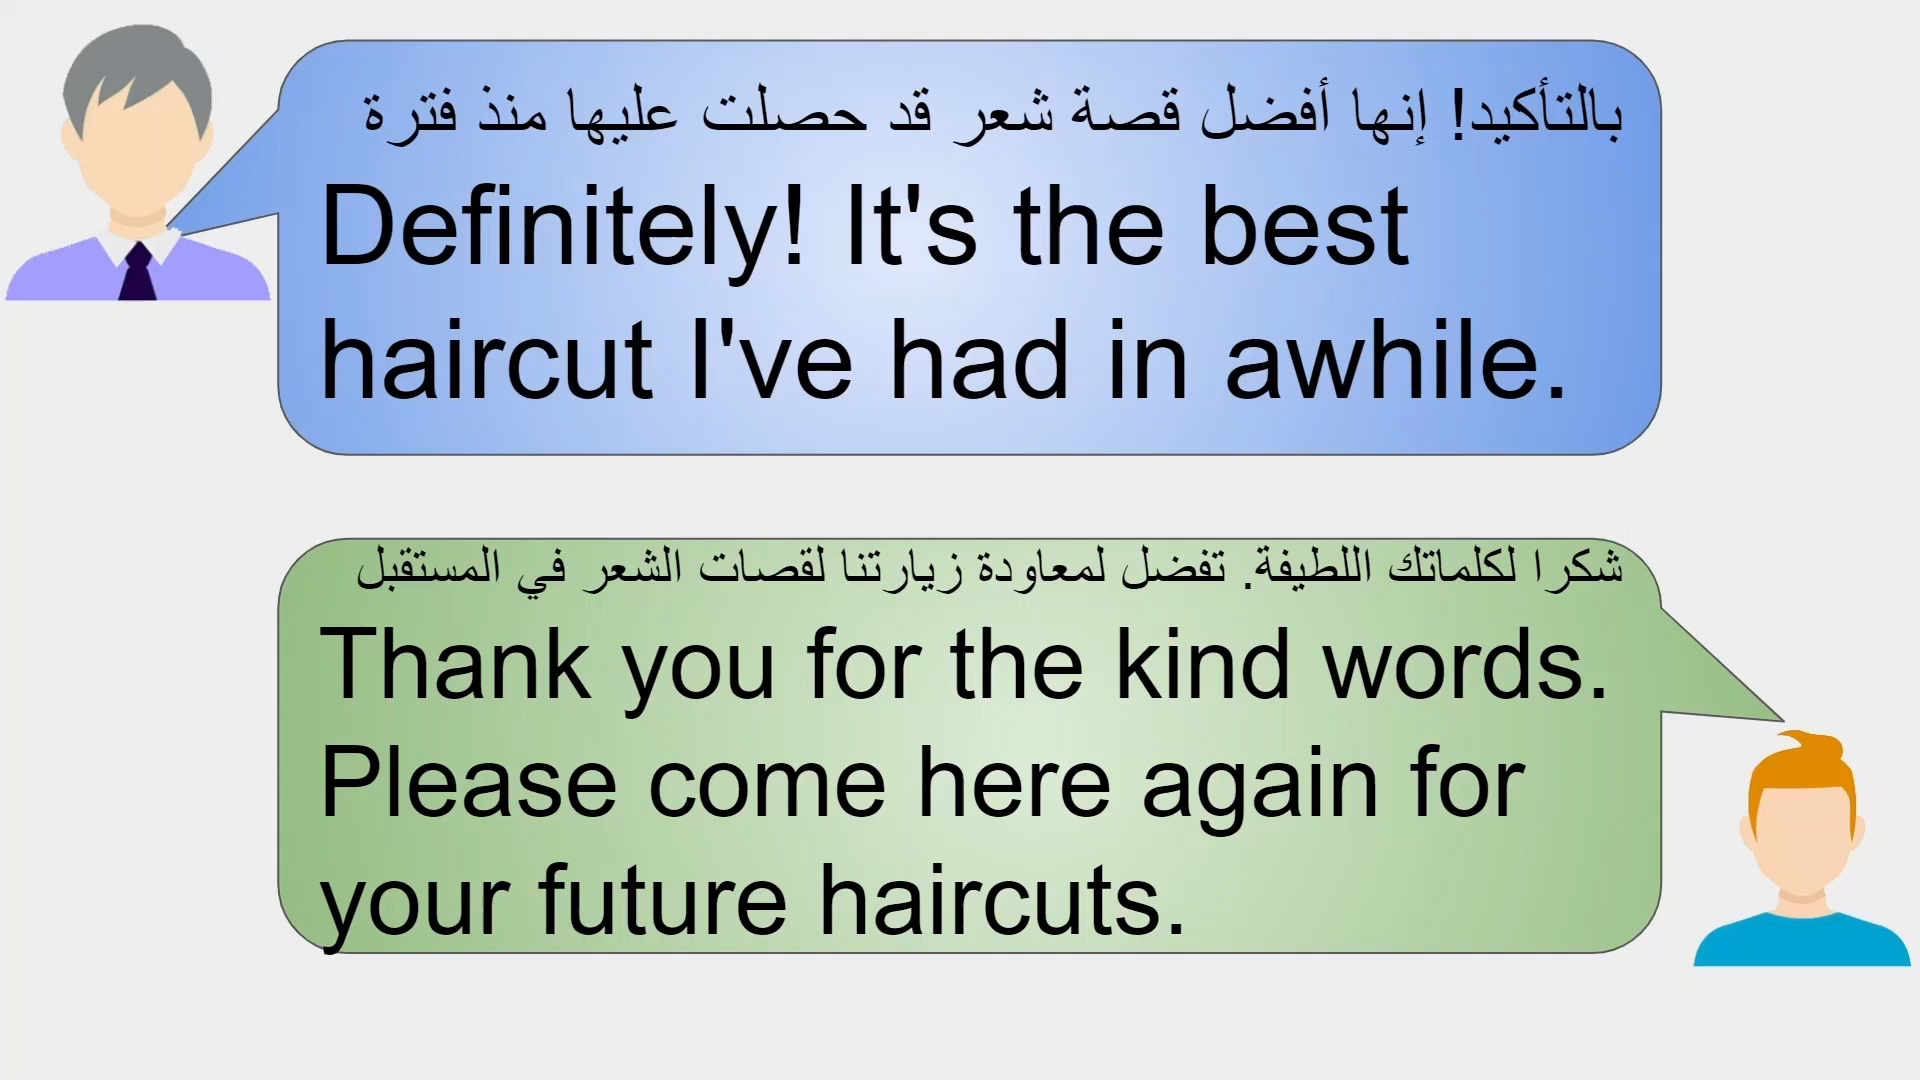 بالتأكيد! إنها أفضل قصة شعر قد حصلت عليها منذ فترة
Definitely! It's the best
haircut I've had in awhile.
شكرا لكلماتك اللطيفة. تفضل لمعاودة زيارتنا لقصات الشعر في المستقبل
Thank you for the kind words.
Please come here again for
your future haircuts.